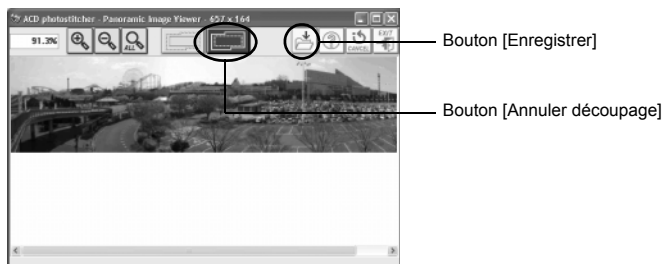 ACD photostitcher - Panoramic Image Viewer - 657 x 164
91.3% ALL CANCEL EXIT
Bouton [Enregistrer]
Bouton [Annuler découpage]